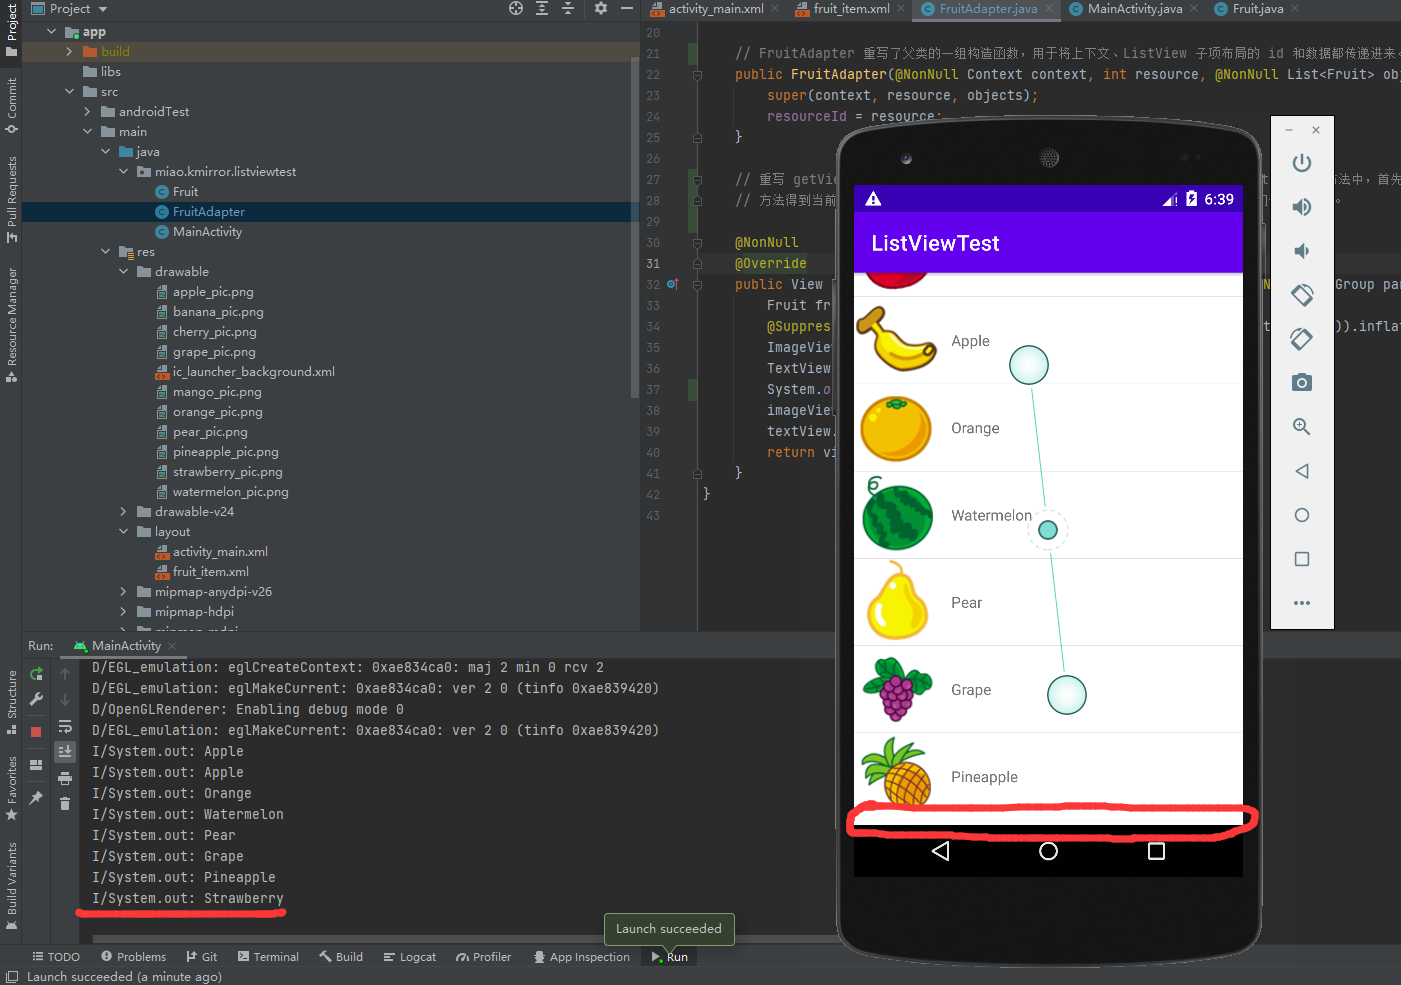 Project
activity_main.xml
fruit_item.xml
FruitAdapter.java
MainActivity.java
Fruit.java
Project
Commit
Pull Requests
Resource Manager
Structure
Favorites
Build Variants
app
build
libs
src
androidTest
main
java
miao.kmirror.listviewtest
Fruit
FruitAdapter
MainActivity
res
drawable
apple_pic.png
banana_pic.png
cherry_pic.png
grape_pic.png
ic_launcher_background.xml
mango_pic.png
orange_pic.png
pear_pic.png
pineapple_pic.png
strawberry_pic.png
watermelon_pic.png
drawable-v24
layout
activity_main.xml
fruit_item.xml
mipmap-anydpi-v26
mipmap-hdpi
mipmap-mdpi
20
21 // FruitAdapter 重写了父类的一组构造函数，用于将上下文、ListView 子项布局的 id 和数据都传递进来
22 public FruitAdapter(@NonNull Context context, int resource, @NonNull List<Fruit> obj
23 super(context, resource, objects);
24 resourceId = resource;
25 }
26
27 // 重写 getVie 法中，首先
28 // 方法得到当前
29
30 @NonNull
31 @Override
32 public View Group par
33 Fruit fr
34 @Suppres )).inflat
35 ImageView
36 TextView
37 System.o
38 imageVie
39 textView.
40 return vi
41 }
42 }
43
6:39
ListViewTest
Apple
Orange
Watermelon
Pear
Grape
Pineapple
Run:
MainActivity
D/EGL_emulation: eglCreateContext: 0xae834ca0: maj 2 min 0 rcv 2
D/EGL_emulation: eglMakeCurrent: 0xae834ca0: ver 2 0 (tinfo 0xae839420)
D/OpenGLRenderer: Enabling debug mode 0
D/EGL_emulation: eglMakeCurrent: 0xae834ca0: ver 2 0 (tinfo 0xae839420)
I/System.out: Apple
I/System.out: Apple
I/System.out: Orange
I/System.out: Watermelon
I/System.out: Pear
I/System.out: Grape
I/System.out: Pineapple
I/System.out: Strawberry
Launch succeeded
TODO
Problems
Git
Terminal
Build
Logcat
Profiler
App Inspection
Run
Launch succeeded (a minute ago)